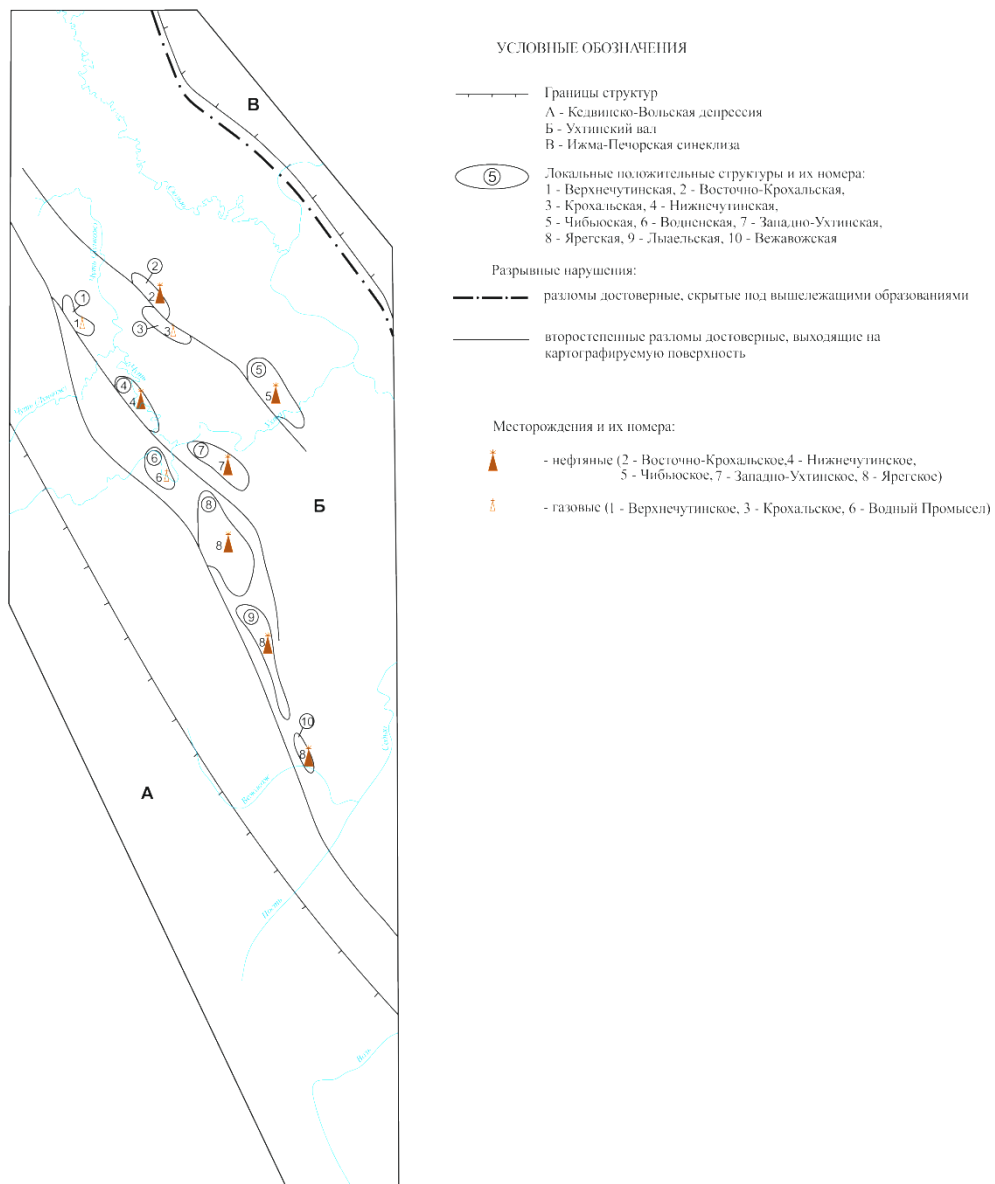 УСЛОВНЫЕ ОБОЗНАЧЕНИЯ
Границы структур
А - Кедвинско-Вольская депрессия
Б - Ухтинский вал
В - Ижма-Печорская синеклиза
⑤
Локальные положительные структуры и их номера:
1 - Верхнечутинская, 2 - Восточно-Крохальская,
3 - Крохальская, 4 - Нижнечутинская,
5 - Чибьюская, 6 - Водненская, 7 - Западно-Ухтинская,
8 - Ярегская, 9 - Лыаельская, 10 - Вежавожская
Разрывные нарушения:
разломы достоверные, скрытые под вышележащими образованиями
второстепенные разломы достоверные, выходящие на
картографируемую поверхность
Месторождения и их номера:
- нефтяные (2 - Восточно-Крохальское,4 - Нижнечутинское,
5 - Чибьюское, 7 - Западно-Ухтинское, 8 - Ярегское)
- газовые (1 - Верхнечутинское, 3 - Крохальское, 6 - Водный Промысел)
В
②
2
①
1
③
3
⑤
5
④
4
Ухта
⑦
7
⑥
6
Б
⑧
8
⑨
8
⑩
8
А
Воль